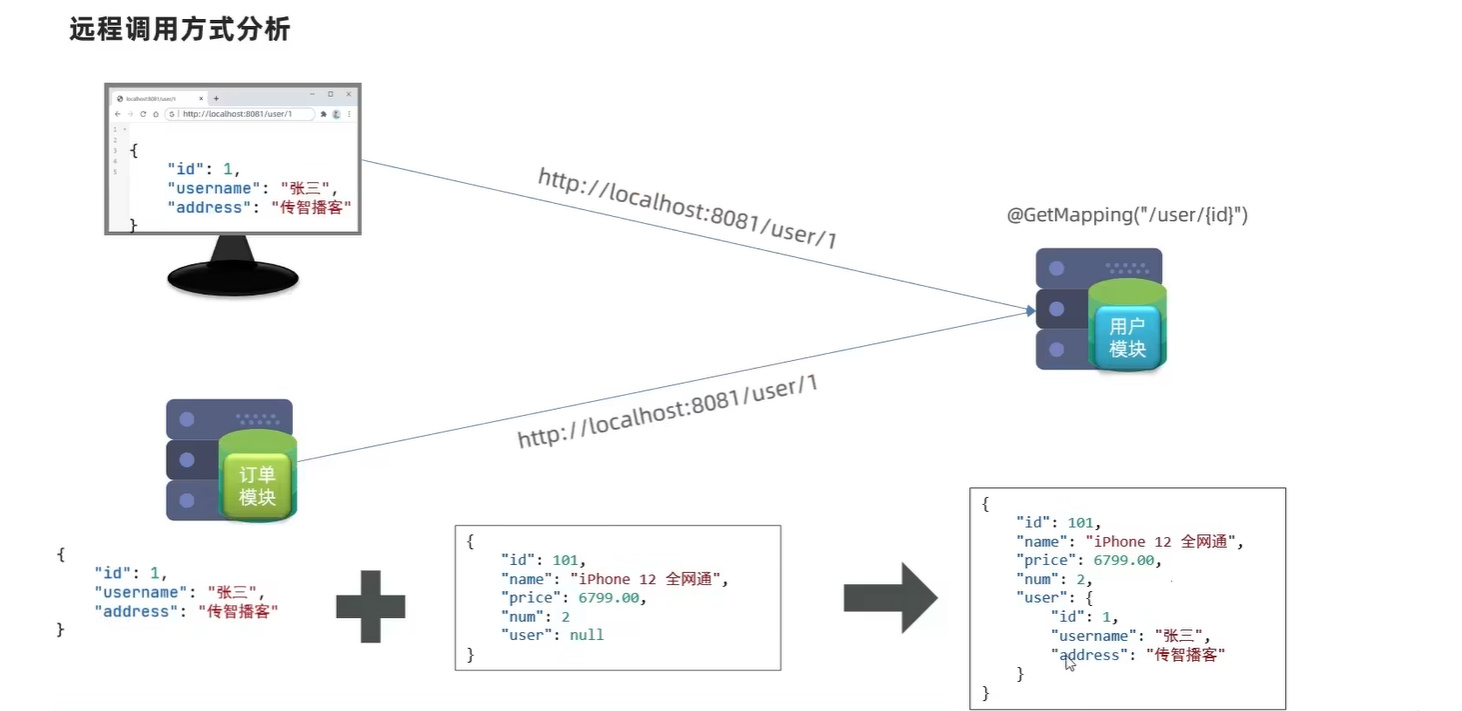 远程调用方式分析
localhost:8081/user/1
http://localhost:8081/user/1
1
2
3
4
5
{
"id": 1,
"username": "张三",
"address": "传智播客"
}
http://localhost:8081/user/1
@GetMapping("/user/{id}")
用户
模块
http://localhost:8081/user/1
订单
模块
{
"id": 1,
"username": "张三",
"address": "传智播客"
}
{
"id": 101,
"name": "iPhone 12 全网通",
"price": 6799.00,
"num": 2
"user": null
}
{
"id": 101,
"name": "iPhone 12 全网通",
"price": 6799.00,
"num": 2,
"user": {
"id": 1,
"username": "张三",
"address": "传智播客"
}
}